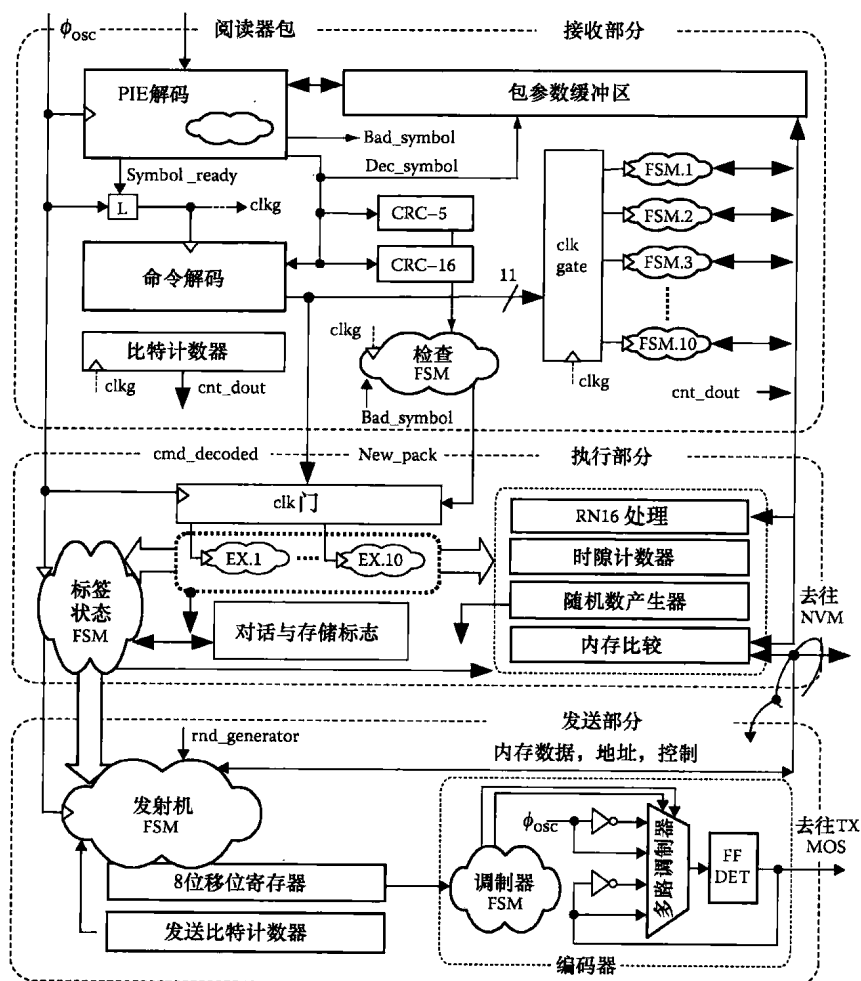 ϕosc
阅读器包
接收部分
PIE解码
包参数缓冲区
Bad_symbol
Symbol_ready
Dec_symbol
L
clkg
CRC-5
CRC-16
命令解码
11
clk
gate
FSM.1
FSM.2
FSM.3
FSM.10
clkg
比特计数器
clkg
cnt_dout
clkg
检查
FSM
Bad_symbol
cnt_dout
cmd_decoded
New_pack
执行部分
clk门
EX.1
EX.10
RN16 处理
时隙计数器
随机数产生器
内存比较
标签
状态
FSM
对话与存储标志
去往
NVM
发送部分
rnd_generator
内存数据，地址，控制
发射机
FSM
8位移位寄存器
发送比特计数器
ϕosc
调制器
FSM
多路调制器
FF
DET
去往TX
MOS
编码器